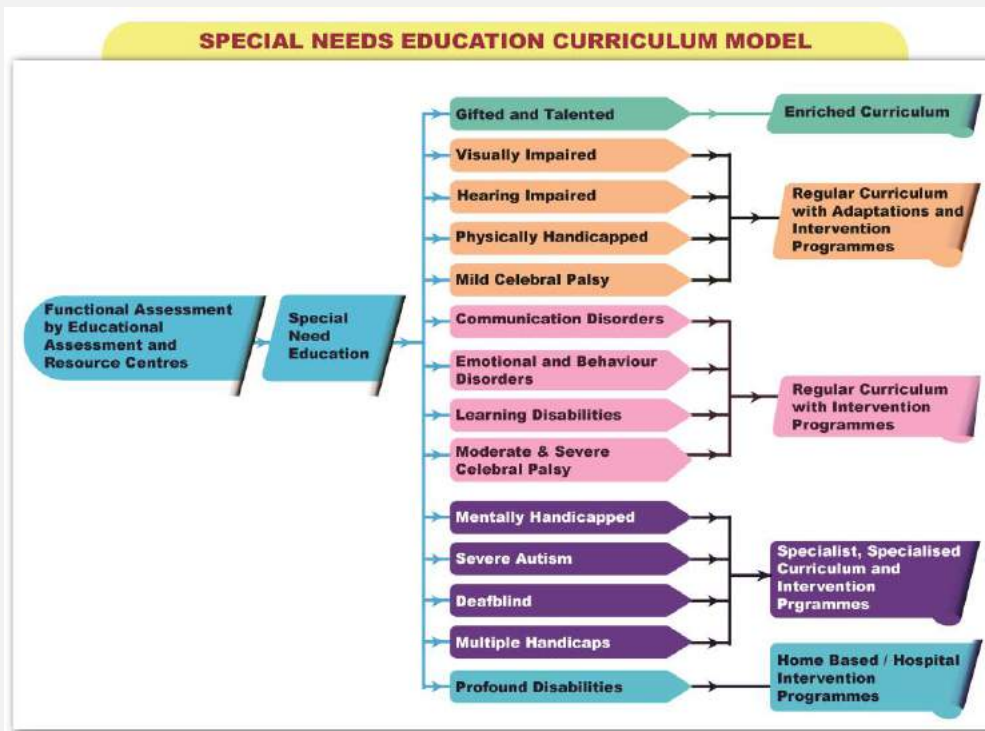 SPECIAL NEEDS EDUCATION CURRICULUM MODEL
Functional Assessment
by Educational
Assessment and
Resource Centres
Special
Need
Education
Gifted and Talented
Visually Impaired
Hearing Impaired
Physically Handicapped
Mild Celebral Palsy
Communication Disorders
Emotional and Behaviour
Disorders
Learning Disabilities
Moderate & Severe
Celebral Palsy
Mentally Handicapped
Severe Autism
Deafblind
Multiple Handicaps
Profound Disabilities
Enriched Curriculum
Regular Curriculum
with Adaptations and
Intervention
Programmes
Regular Curriculum
with Intervention
Programmes
Specialist, Specialised
Curriculum and
Intervention
Prgrammes
Home Based / Hospital
Intervention
Programmes